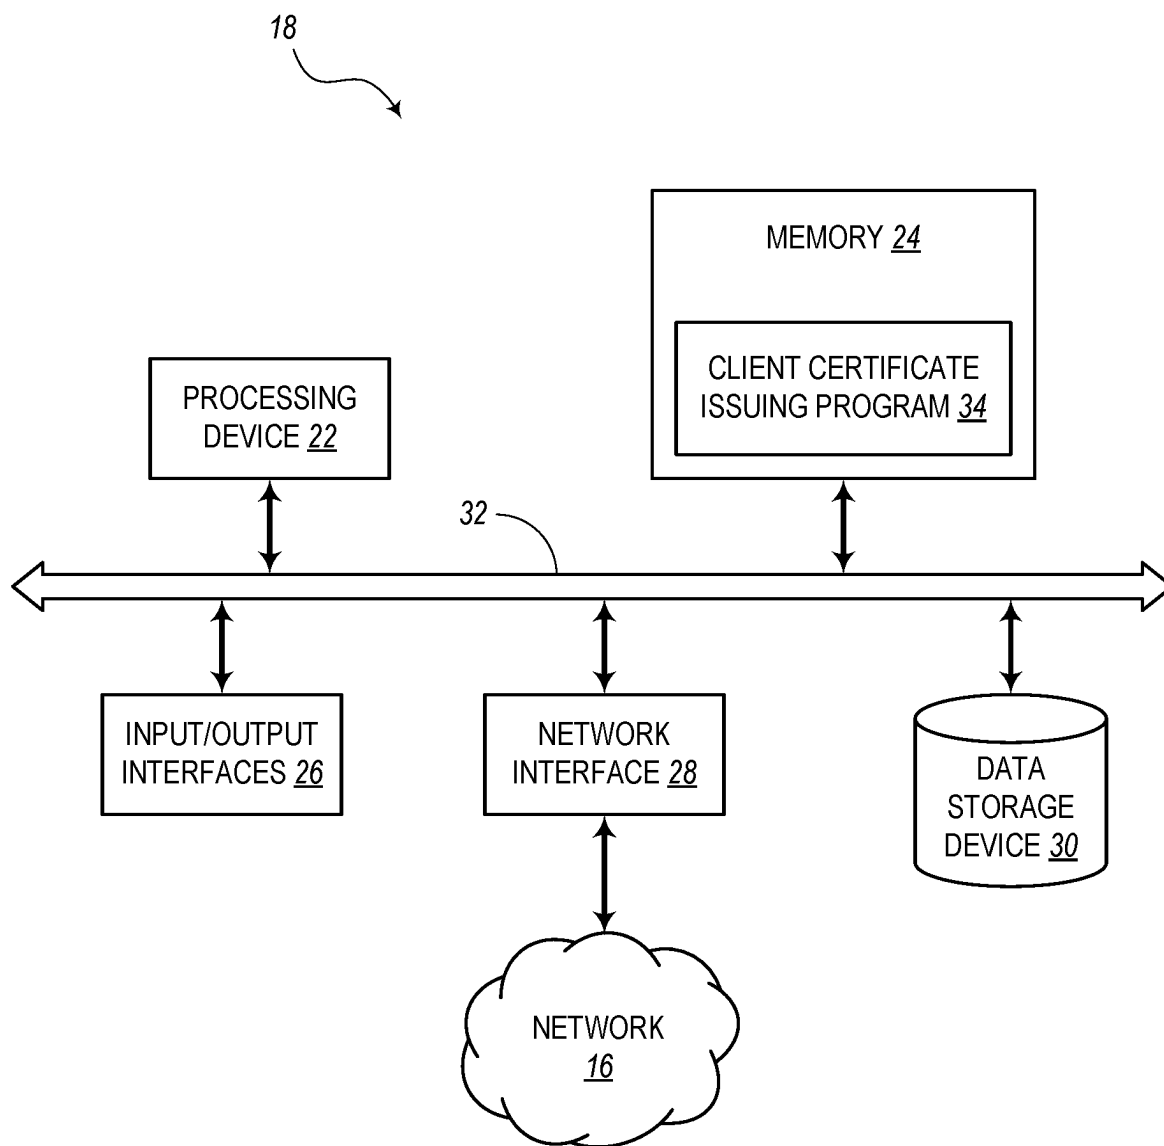 18
MEMORY 24
CLIENT CERTIFICATE
ISSUING PROGRAM 34
PROCESSING
DEVICE 22
32
INPUT/OUTPUT
INTERFACES 26
NETWORK
INTERFACE 28
DATA
STORAGE
DEVICE 30
NETWORK
16